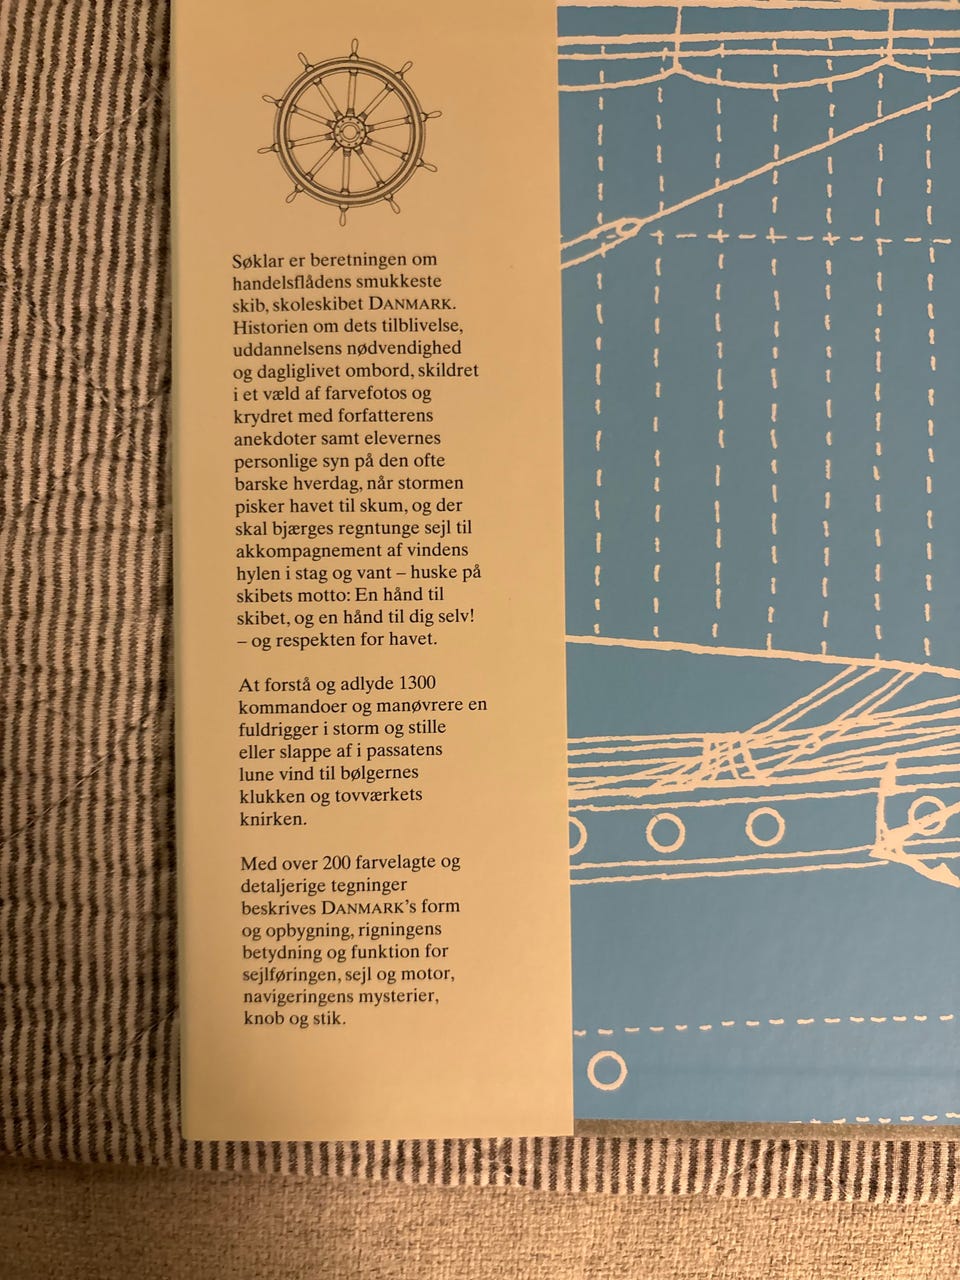 Søklar er beretningen om
handelsflådens smukkeste
skib, skoleskibet DANMARK.
Historien om dets tilblivelse,
uddannelsens nødvendighed
og dagliglivet ombord, skildret
i et væld af farvefotos og
krydret med forfatterens
anekdoter samt elevernes
personlige syn på den ofte
barske hverdag, når stormen
pisker havet til skum, og der
skal bjærges regntunge sejl til
akkompagnement af vindens
hylen i stag og vant – huske på
skibets motto: En hånd til
skibet, og en hånd til dig selv!
– og respekten for havet.
At forstå og adlyde 1300
kommandoer og manøvrere en
fuldrigger i storm og stille
eller slappe af i passatens
lune vind til bølgernes
klukken og tovværkets
knirken.
Med over 200 farvelagte og
detaljerige tegninger
beskrives DANMARK's form
og opbygning, rigningens
betydning og funktion for
sejlføringen, sejl og motor,
navigeringens mysterier,
knob og stik.